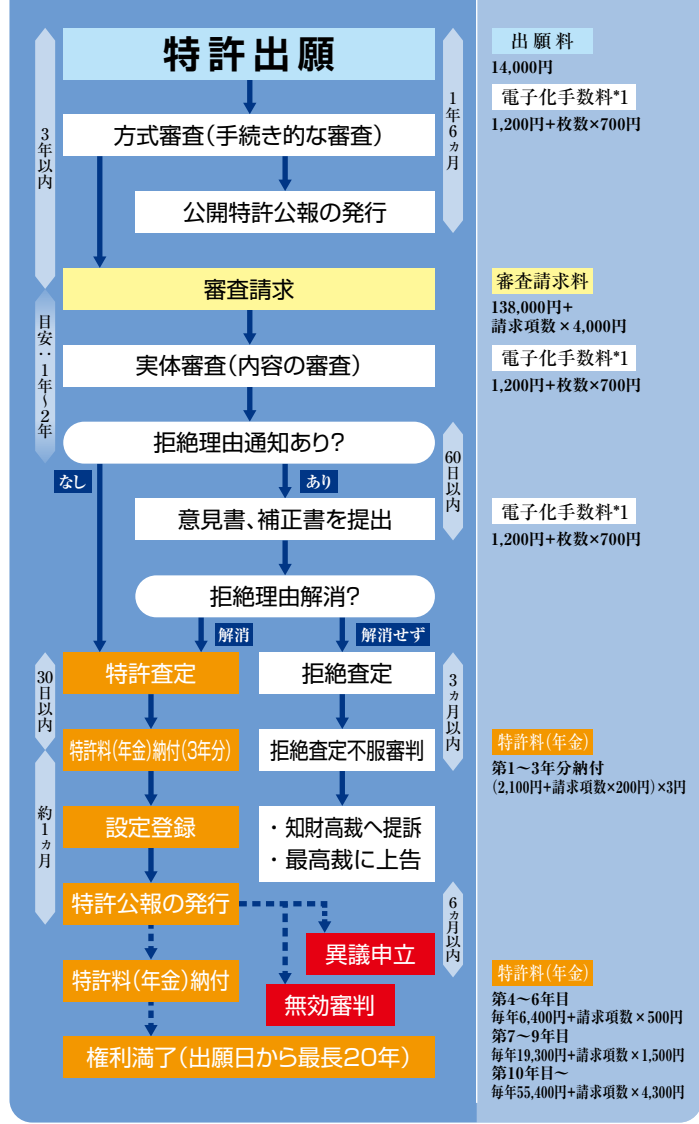 特許出願
方式審査(手続き的な審査)
公開特許公報の発行
3年以内
1年6ヵ月
審査請求
実体審査(内容の審査)
拒絶理由通知あり?
目安:1年~2年
なし
あり
60日以内
意見書、補正書を提出
拒絶理由解消?
解消
解消せず
特許査定
拒絶査定
30日以内
3ヵ月以内
特許料(年金)納付(3年分)
拒絶査定不服審判
設定登録
・知財高裁へ提訴
・最高裁に上告
約1ヵ月
特許公報の発行
6ヵ月以内
異議申立
特許料(年金)納付
無効審判
権利満了(出願日から最長20年)
出願料
14,000円
電子化手数料*1
1,200円+枚数×700円
審査請求料
138,000円+
請求項数×4,000円
電子化手数料*1
1,200円+枚数×700円
電子化手数料*1
1,200円+枚数×700円
特許料(年金)
第1~3年分納付
(2,100円+請求項数×200円)×3円
特許料(年金)
第4~6年目
毎年6,400円+請求項数×500円
第7~9年目
毎年19,300円+請求項数×1,500円
第10年目~
毎年55,400円+請求項数×4,300円